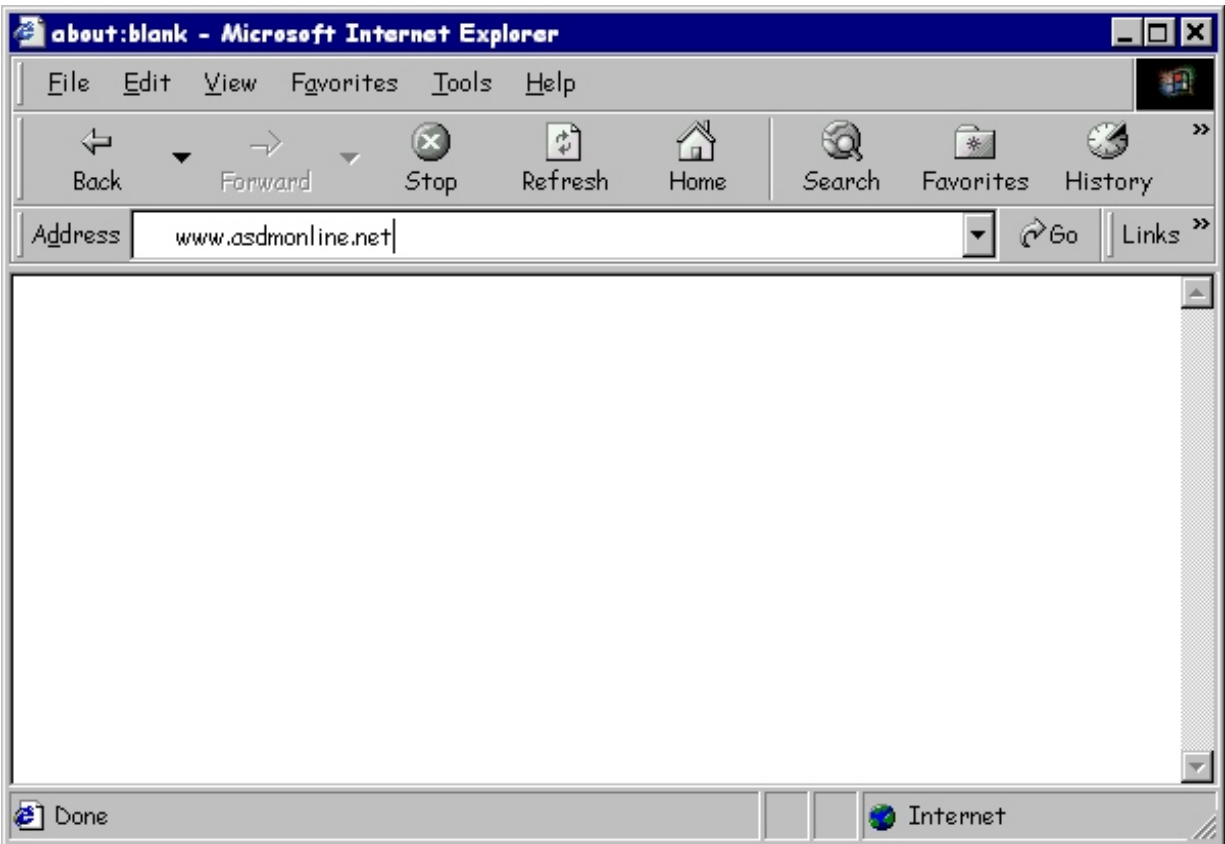 about:blank - Microsoft Internet Explorer
File Edit View Favorites Tools Help
Back Forward Stop Refresh Home Search Favorites History »
Address www.asdmonline.net Go Links »
Done Internet